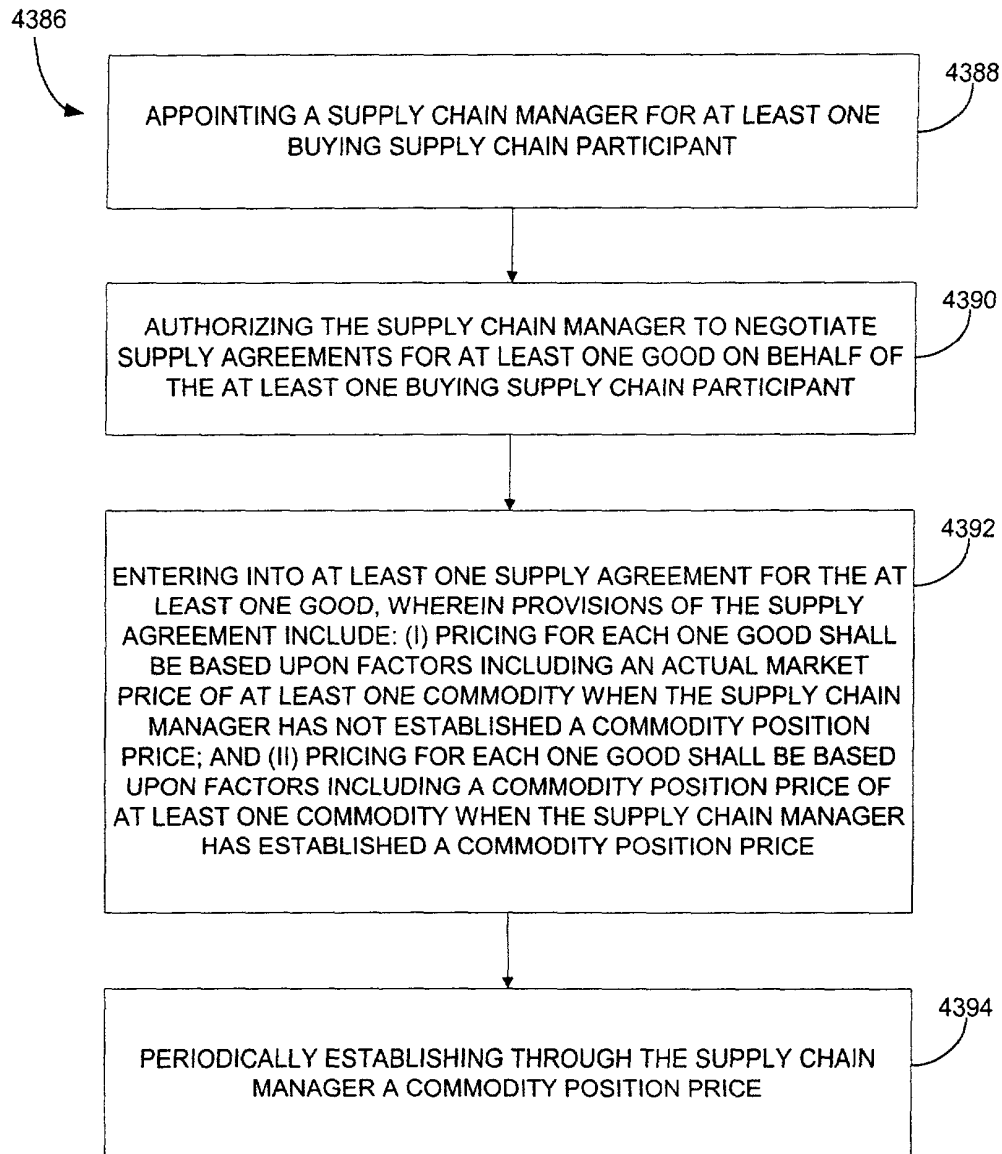 4386
4388
APPOINTING A SUPPLY CHAIN MANAGER FOR AT LEAST ONE
BUYING SUPPLY CHAIN PARTICIPANT
4390
AUTHORIZING THE SUPPLY CHAIN MANAGER TO NEGOTIATE
SUPPLY AGREEMENTS FOR AT LEAST ONE GOOD ON BEHALF OF
THE AT LEAST ONE BUYING SUPPLY CHAIN PARTICIPANT
4392
ENTERING INTO AT LEAST ONE SUPPLY AGREEMENT FOR THE AT
LEAST ONE GOOD, WHEREIN PROVISIONS OF THE SUPPLY
AGREEMENT INCLUDE: (I) PRICING FOR EACH ONE GOOD SHALL
BE BASED UPON FACTORS INCLUDING AN ACTUAL MARKET
PRICE OF AT LEAST ONE COMMODITY WHEN THE SUPPLY CHAIN
MANAGER HAS NOT ESTABLISHED A COMMODITY POSITION
PRICE; AND (II) PRICING FOR EACH ONE GOOD SHALL BE BASED
UPON FACTORS INCLUDING A COMMODITY POSITION PRICE OF
AT LEAST ONE COMMODITY WHEN THE SUPPLY CHAIN MANAGER
HAS ESTABLISHED A COMMODITY POSITION PRICE
4394
PERIODICALLY ESTABLISHING THROUGH THE SUPPLY CHAIN
MANAGER A COMMODITY POSITION PRICE